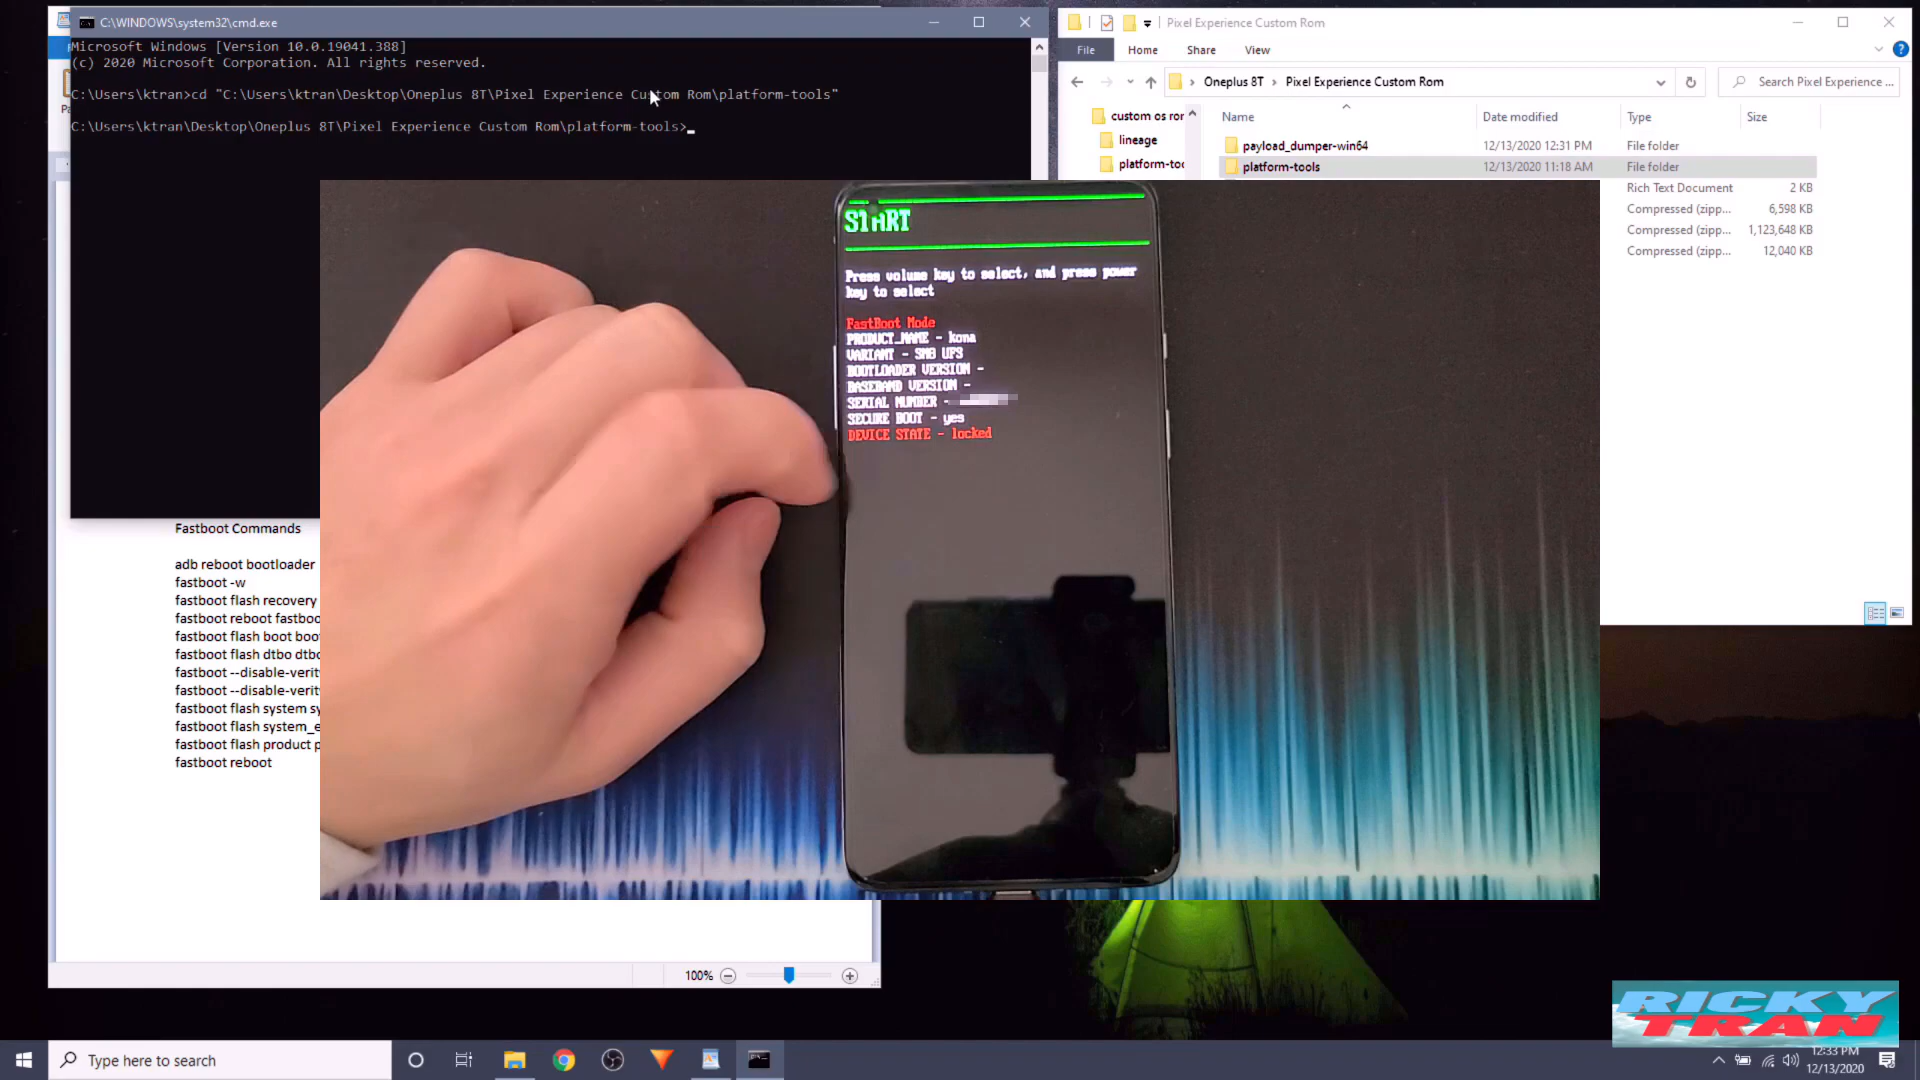 C:\WINDOWS\system32\cmd.exe
Microsoft Windows [Version 10.0.19041.388]
(c) 2020 Microsoft Corporation. All rights reserved.
C:\Users\ktran>cd "C:\Users\ktran\Desktop\Oneplus 8T\Pixel Experience Custom Rom\platform-tools"
C:\Users\ktran\Desktop\Oneplus 8T\Pixel Experience Custom Rom\platform-tools>_
Pixel Experience Custom Rom
File Home Share View
Oneplus 8T > Pixel Experience Custom Rom
Search Pixel Experience ...
custom os ror
lineage
platform-too
Name Date modified Type Size
payload_dumper-win64 12/13/2020 12:31 PM File folder
platform-tools 12/13/2020 11:18 AM File folder
Rich Text Document 2 KB
Compressed (zipp... 6,598 KB
Compressed (zipp... 1,123,648 KB
Compressed (zipp... 12,040 KB
START
Press volume key to select, and press power
key to select
FastBoot Mode
PRODUCT_NAME - kona
VARIANT - SM8 UFS
BOOTLOADER VERSION -
BASEBAND VERSION -
SERIAL NUMBER -
SECURE BOOT - yes
DEVICE STATE - locked
Fastboot Commands
adb reboot bootloader
fastboot -w
fastboot flash recovery
fastboot reboot fastboo
fastboot flash boot boo
fastboot flash dtbo dtbo
fastboot --disable-verit
fastboot --disable-verit
fastboot flash system sy
fastboot flash system_e
fastboot flash product p
fastboot reboot
100%
RICKY
TRAN
Type here to search
12:33 PM
12/13/2020